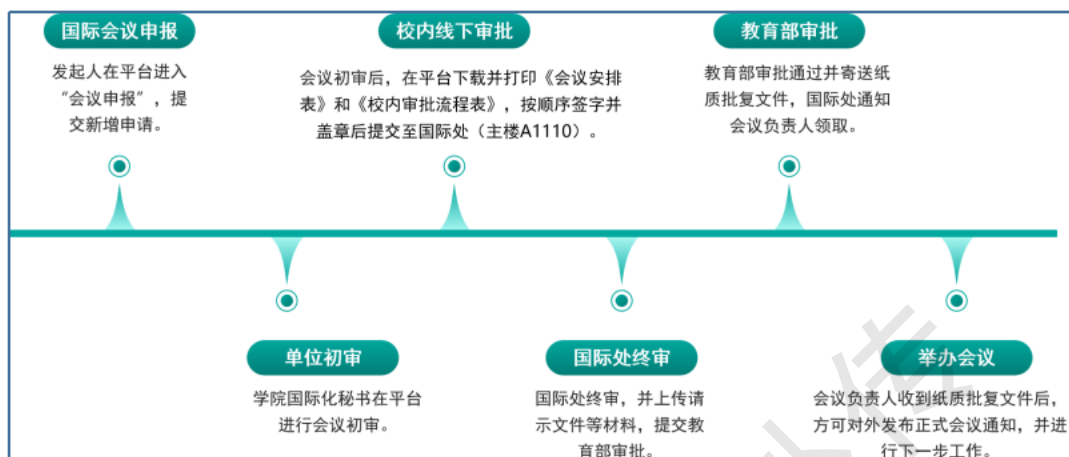 国际会议申报
发起人在平台进入
“会议申报”，提
交新增申请。
校内线下审批
会议初审后，在平台下载并打印《会议安排
表》和《校内审批流程表》，按顺序签字并
盖章后提交至国际处（主楼A1110）。
教育部审批
教育部审批通过并寄送纸
质批复文件，国际处通知
会议负责人领取。
单位初审
学院国际化秘书在平台
进行会议初审。
国际处终审
国际处终审，并上传请
示文件等材料，提交教
育部审批。
举办会议
会议负责人收到纸质批复文件后，
方可对外发布正式会议通知，并进
行下一步工作。